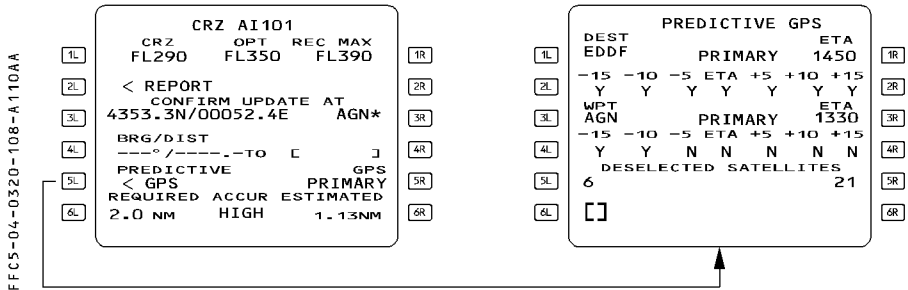 FFC5-04-0320-108-A110AA
CRZ AI101
CRZ OPT REC MAX
1L FL290 FL350 FL390 1R
2L < REPORT 2R
CONFIRM UPDATE AT
3L 4353.3N/00052.4E AGN* 3R
BRG/DIST
4L ---°/----.-TO [ ] 4R
PREDICTIVE GPS
5L < GPS PRIMARY 5R
REQUIRED ACCUR ESTIMATED
6L 2.0 NM HIGH 1.13NM 6R
PREDICTIVE GPS
DEST ETA
1L EDDF PRIMARY 1450 1R
-15 -10 -5 ETA +5 +10 +15
2L Y Y Y Y Y Y Y 2R
WPT ETA
3L AGN PRIMARY 1330 3R
-15 -10 -5 ETA +5 +10 +15
4L Y Y N N N N N 4R
DESELECTED SATELLITES
5L 6 21 5R
6L [] 6R